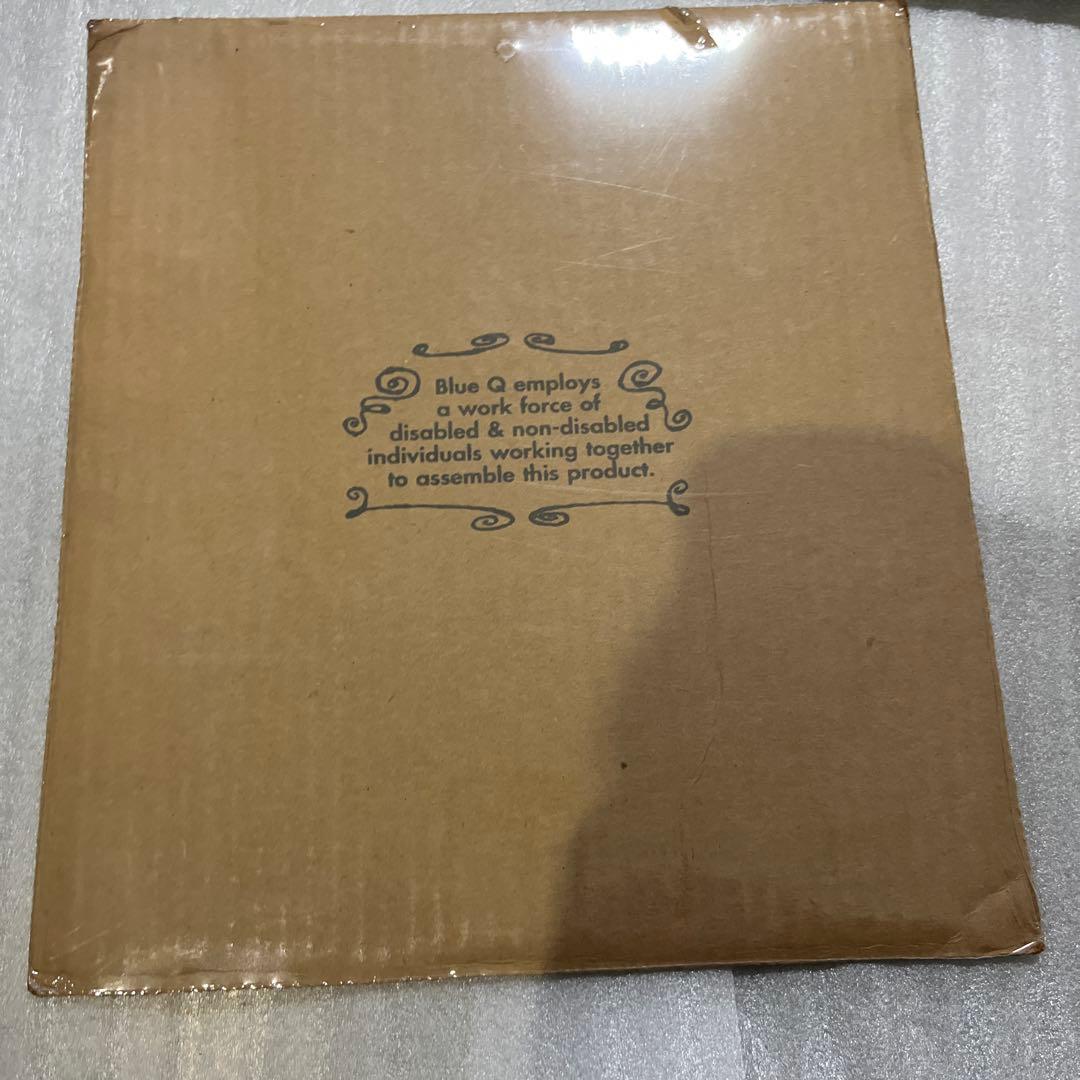 Blue Q employs
a work force of
disabled & non-disabled
individuals working together
to assemble this product.